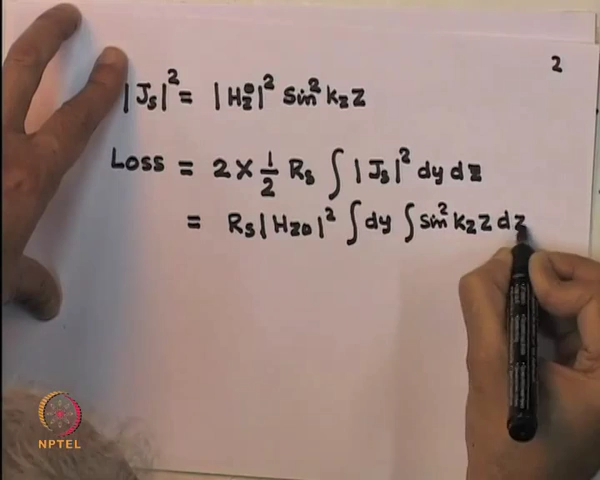 2
|Js|² = |Hz⁰|² Sin² kz z
Loss = 2 × 1/2 Rs ∫ |Js|² dy dz
= Rs |Hz0|² ∫ dy ∫ sin² kz z dz
NPTEL